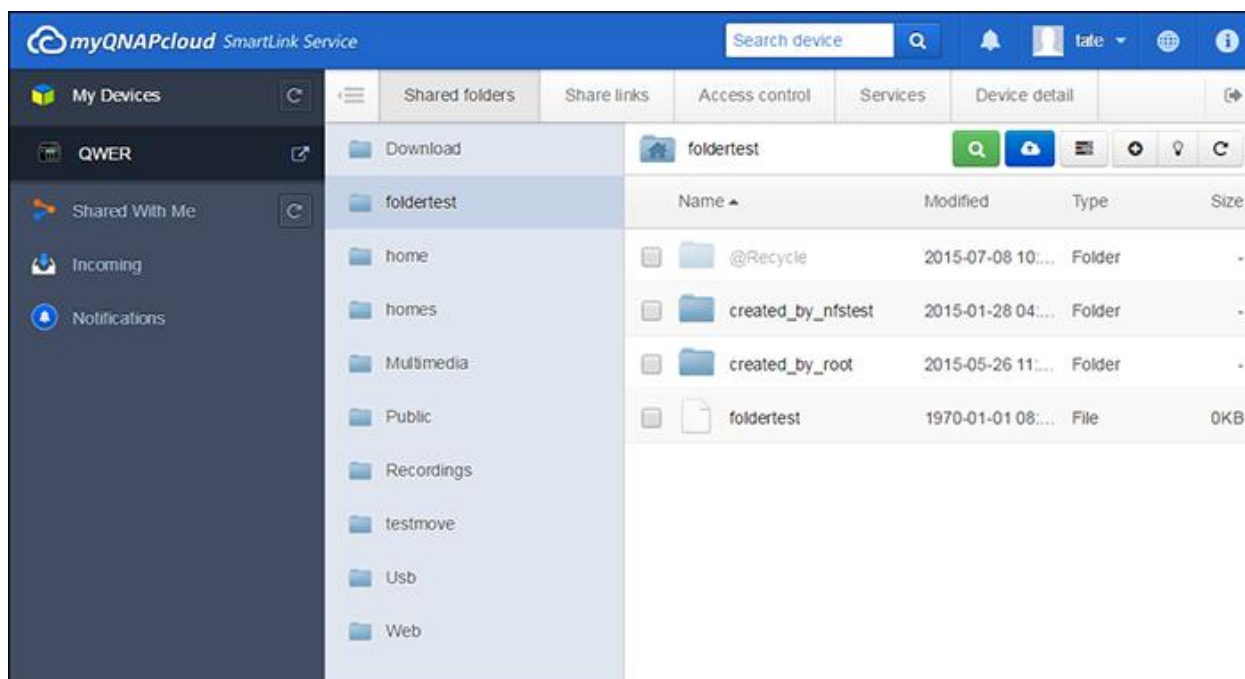 myQNAPcloud SmartLink Service
Search device
tate
My Devices
Shared folders
Share links
Access control
Services
Device detail
QWER
Shared With Me
Incoming
Notifications
Download
foldertest
home
homes
Multimedia
Public
Recordings
testmove
Usb
Web
foldertest
Name Modified Type Size
@Recycle 2015-07-08 10:... Folder -
created_by_nfstest 2015-01-28 04:... Folder -
created_by_root 2015-05-26 11:... Folder -
foldertest 1970-01-01 08:... File 0KB